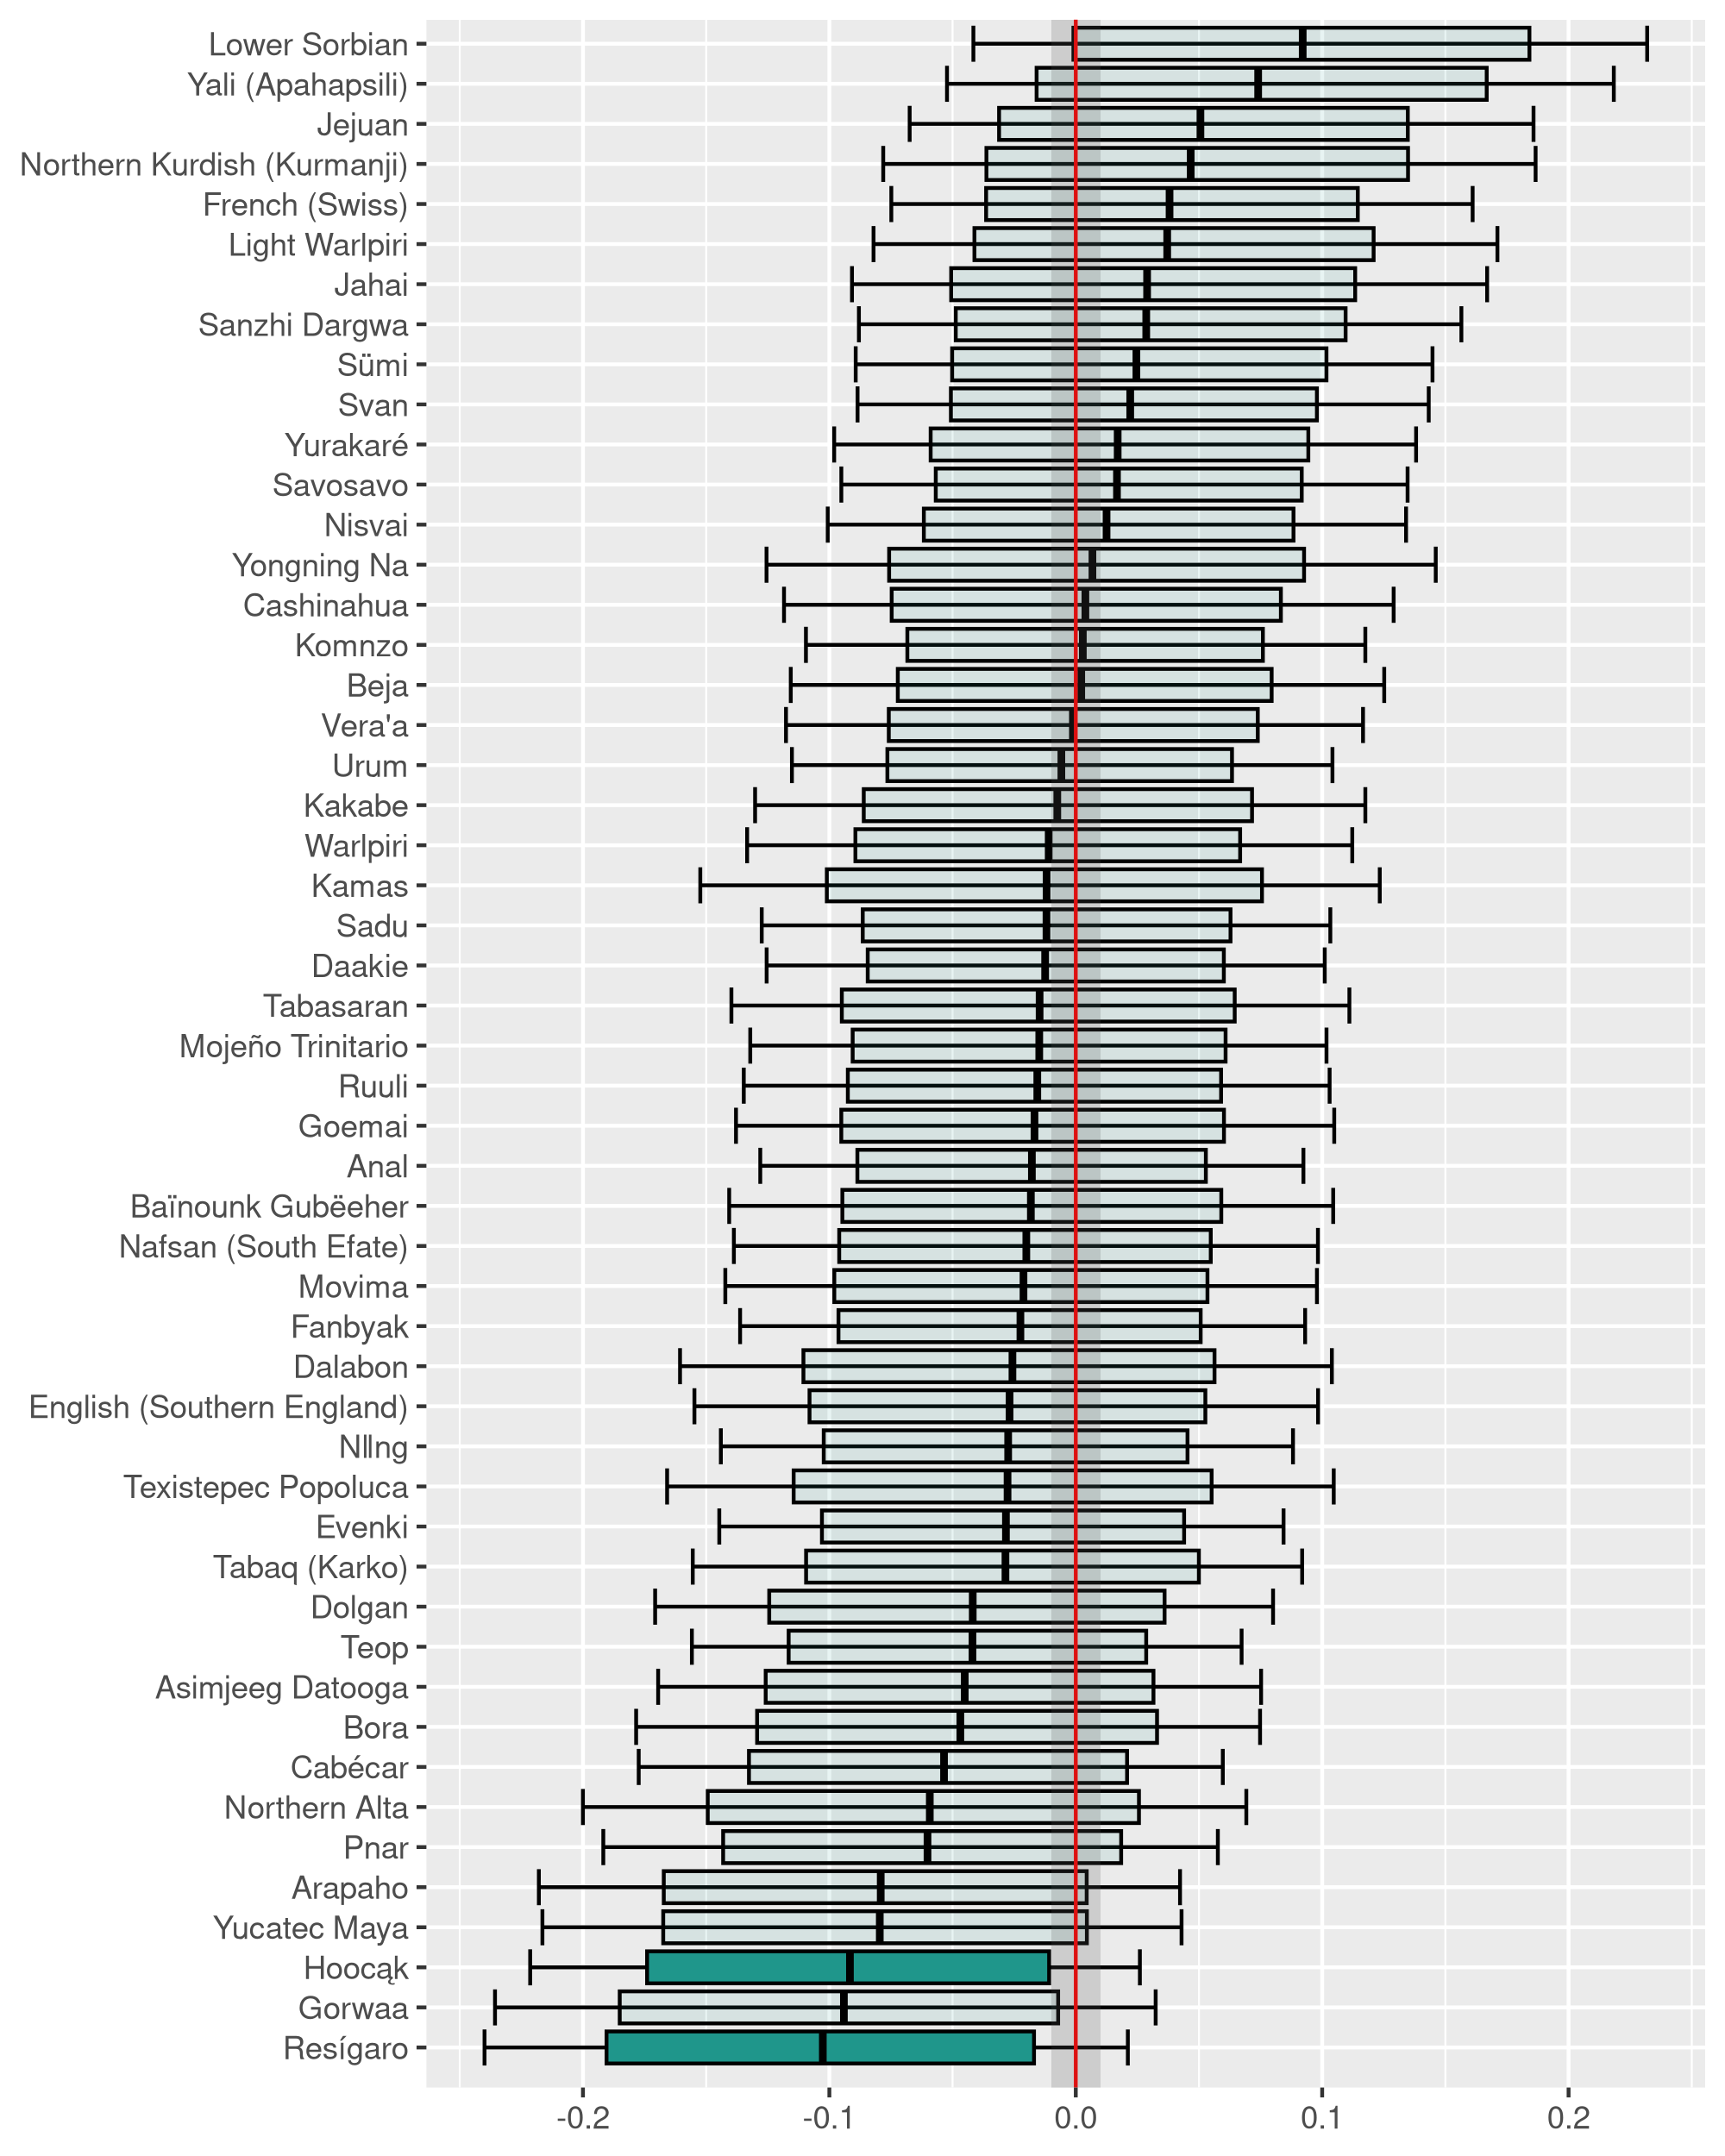 Lower Sorbian
Yali (Apahapsili)
Jejuan
Northern Kurdish (Kurmanji)
French (Swiss)
Light Warlpiri
Jahai
Sanzhi Dargwa
Sümi
Svan
Yurakaré
Savosavo
Nisvai
Yongning Na
Cashinahua
Komnzo
Beja
Vera'a
Urum
Kakabe
Warlpiri
Kamas
Sadu
Daakie
Tabasaran
Mojeño Trinitario
Ruuli
Goemai
Anal
Baïnounk Gubëeher
Nafsan (South Efate)
Movima
Fanbyak
Dalabon
English (Southern England)
Nǁng
Texistepec Popoluca
Evenki
Tabaq (Karko)
Dolgan
Teop
Asimjeeg Datooga
Bora
Cabécar
Northern Alta
Pnar
Arapaho
Yucatec Maya
Hoocąk
Gorwaa
Resígaro
-0.2 -0.1 0.0 0.1 0.2